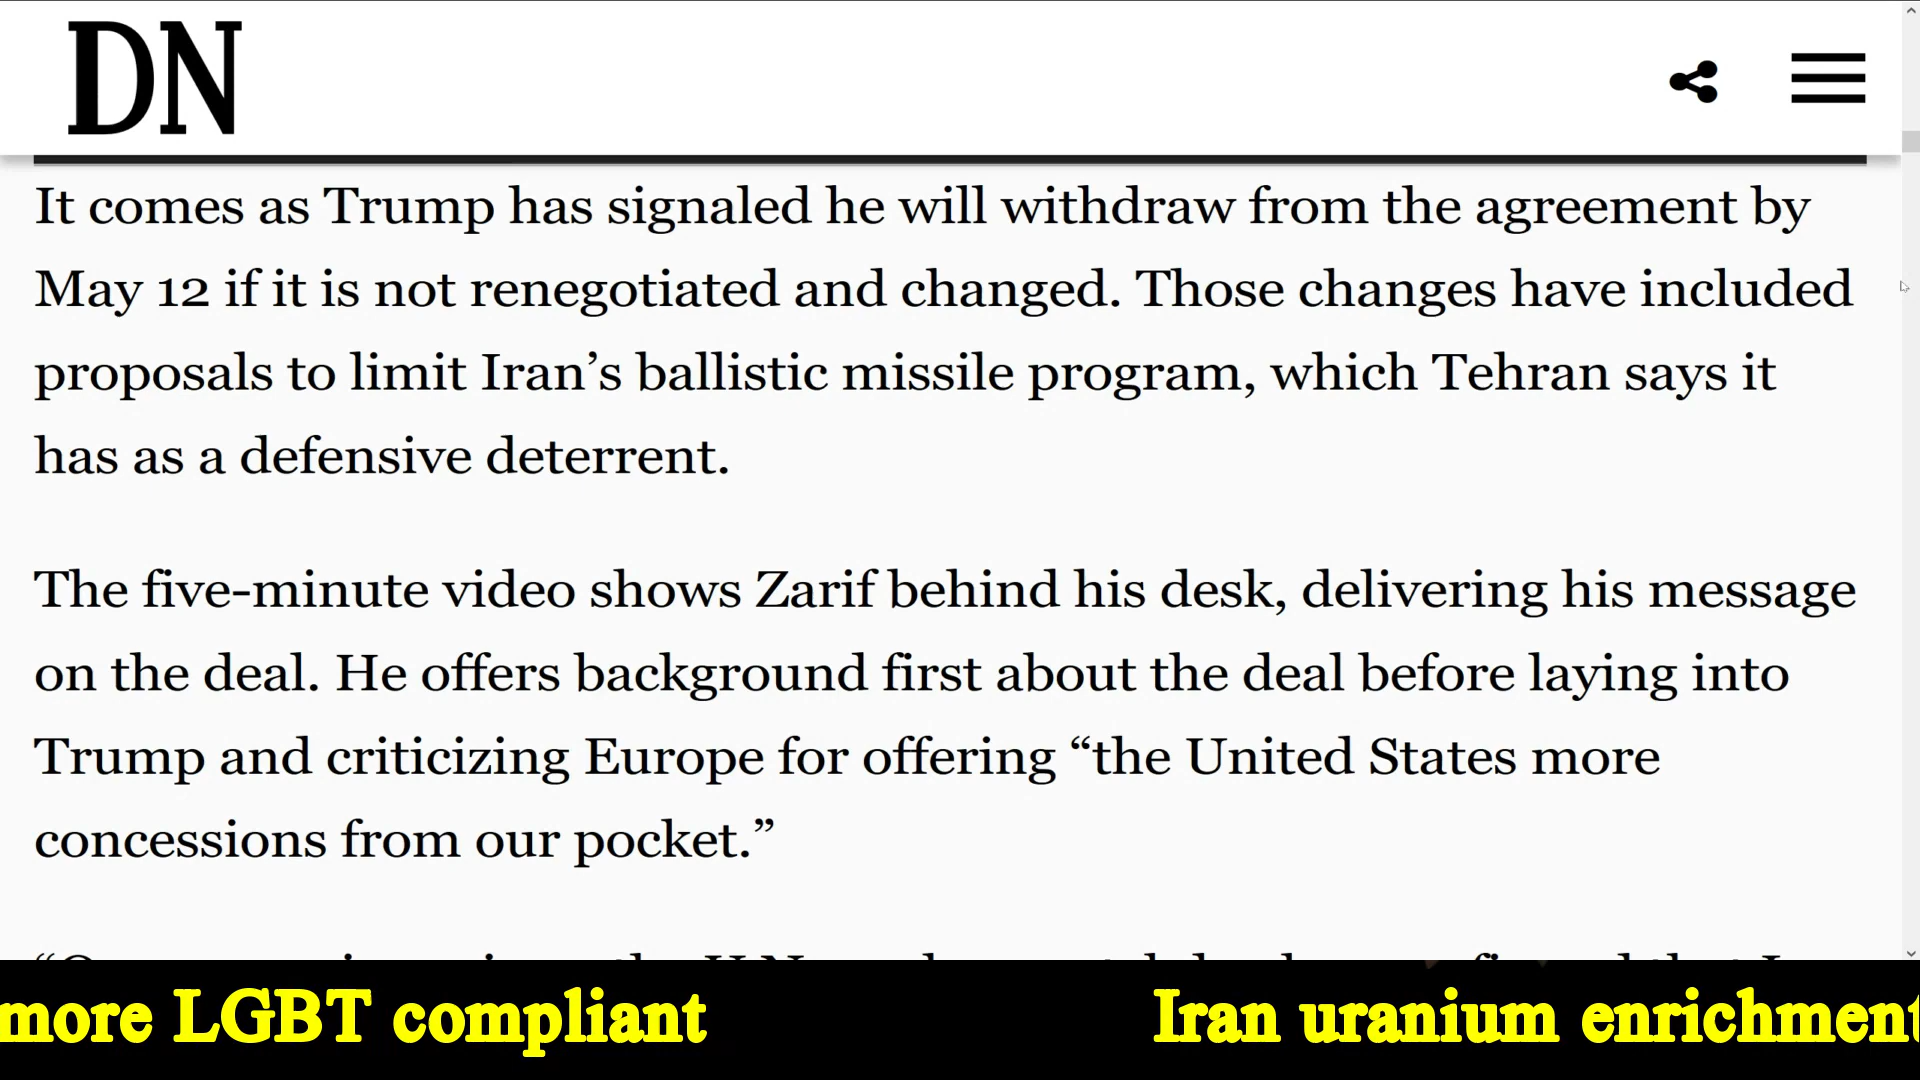 DN
It comes as Trump has signaled he will withdraw from the agreement by
May 12 if it is not renegotiated and changed. Those changes have included
proposals to limit Iran’s ballistic missile program, which Tehran says it
has as a defensive deterrent.
The five-minute video shows Zarif behind his desk, delivering his message
on the deal. He offers background first about the deal before laying into
Trump and criticizing Europe for offering “the United States more
concessions from our pocket.”
more LGBT compliant Iran uranium enrichment